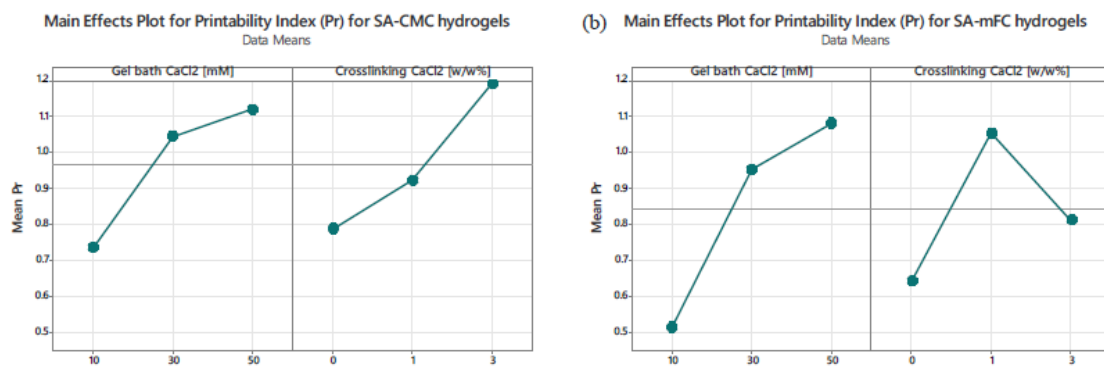 Main Effects Plot for Printability Index (Pr) for SA-CMC hydrogels
Data Means
Gel bath CaCl2 [mM]
Crosslinking CaCl2 [w/w%]
Mean Pr
1.2
1.1
1.0
0.9
0.8
0.7
0.6
0.5
10 30 50 0 1 3
(b) Main Effects Plot for Printability Index (Pr) for SA-mFC hydrogels
Data Means
Gel bath CaCl2 [mM]
Crosslinking CaCl2 [w/w%]
Mean Pr
1.2
1.1
1.0
0.9
0.8
0.7
0.6
0.5
10 30 50 0 1 3